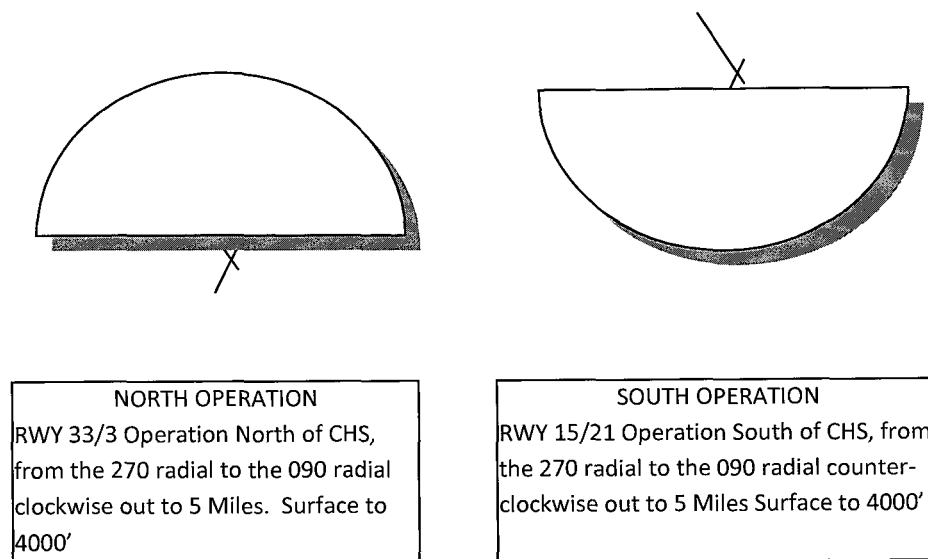 NORTH OPERATION
RWY 33/3 Operation North of CHS,
from the 270 radial to the 090 radial
clockwise out to 5 Miles.  Surface to
4000’
SOUTH OPERATION
RWY 15/21 Operation South of CHS, from
the 270 radial to the 090 radial counter-
clockwise out to 5 Miles Surface to 4000’